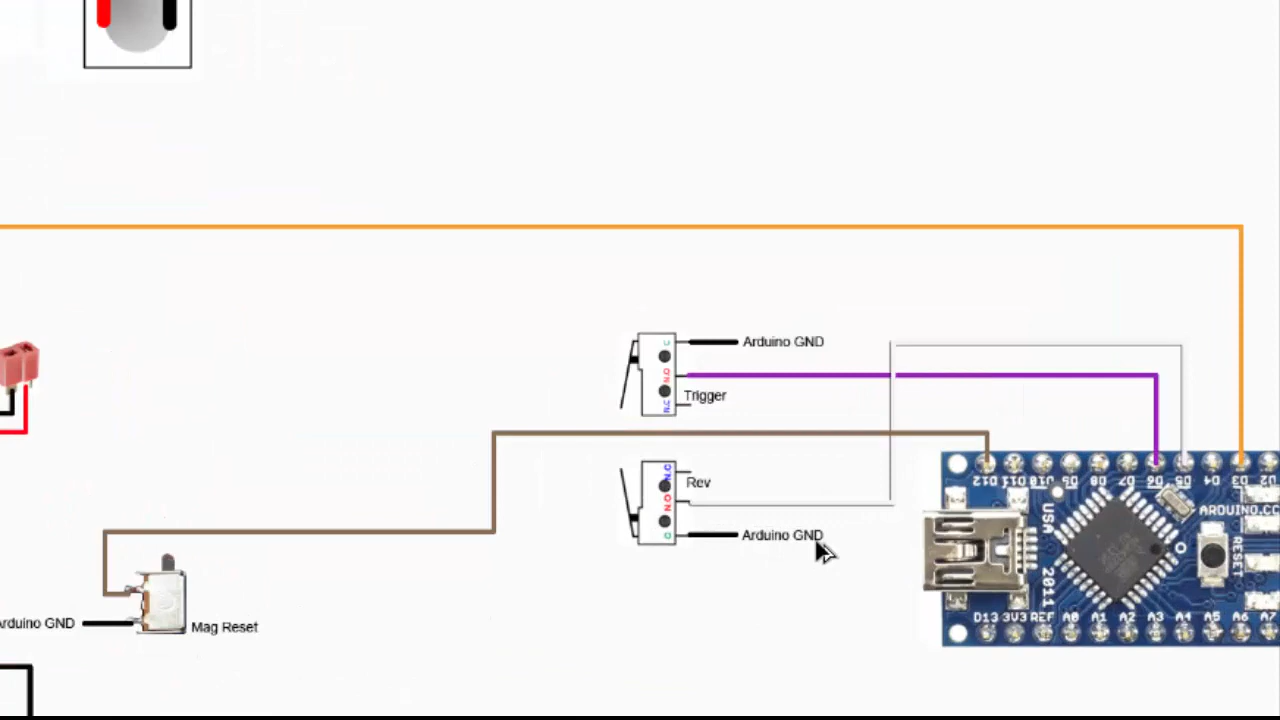 Arduino GND
C
N.O
N.C
Trigger
N.C
N.O
C
Rev
Arduino GND
D12 D11 D10 D9 D8 D7 D6 D5 D4 D3 D2
ARDUINO.CC
USA
2011
RESET
D13 3V3 REF A0 A1 A2 A3 A4 A5 A6 A7
rduino GND
Mag Reset